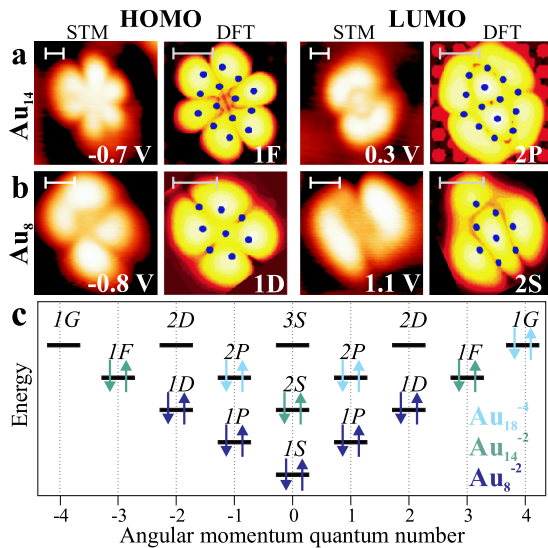 HOMO LUMO
STM DFT STM DFT
a
Au14
-0.7 V 1F 0.3 V 2P
b
Au8
-0.8 V 1D 1.1 V 2S
c
1G 2D 3S 2D 1G
1F 2P 2P 1F
1D 2S 1D
1P 1P
1S
Au18-4
Au14-2
Au8-2
Energy
-4 -3 -2 -1 0 1 2 3 4
Angular momentum quantum number